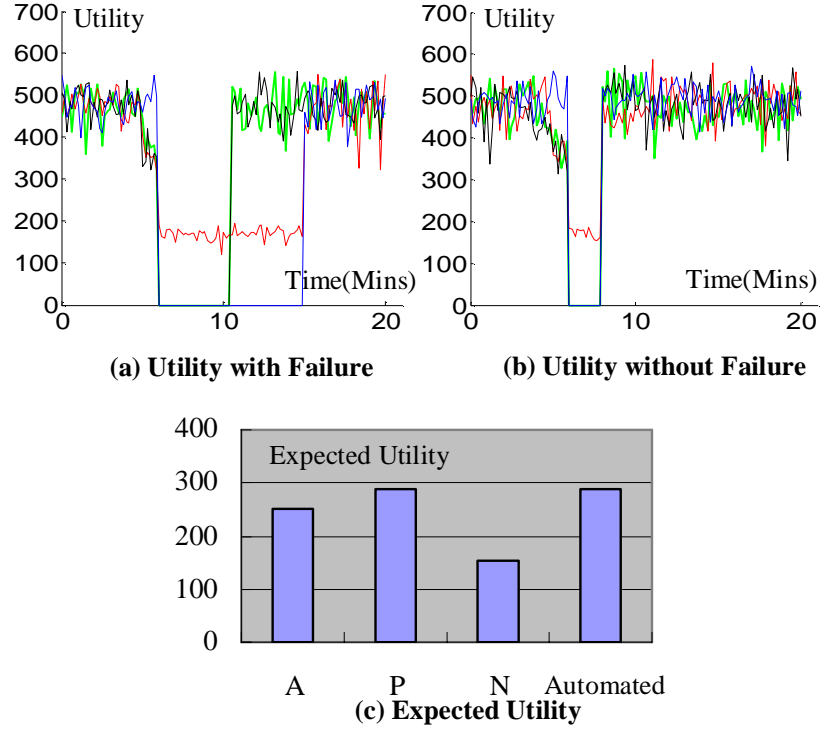 700 Utility
600
500
400
300
200
100
0
Time(Mins)
0 10 20
(a) Utility with Failure
700 Utility
600
500
400
300
200
100
0
Time(Mins)
0 10 20
(b) Utility without Failure
400
300
200
100
0
Expected Utility
A P N Automated
(c) Expected Utility